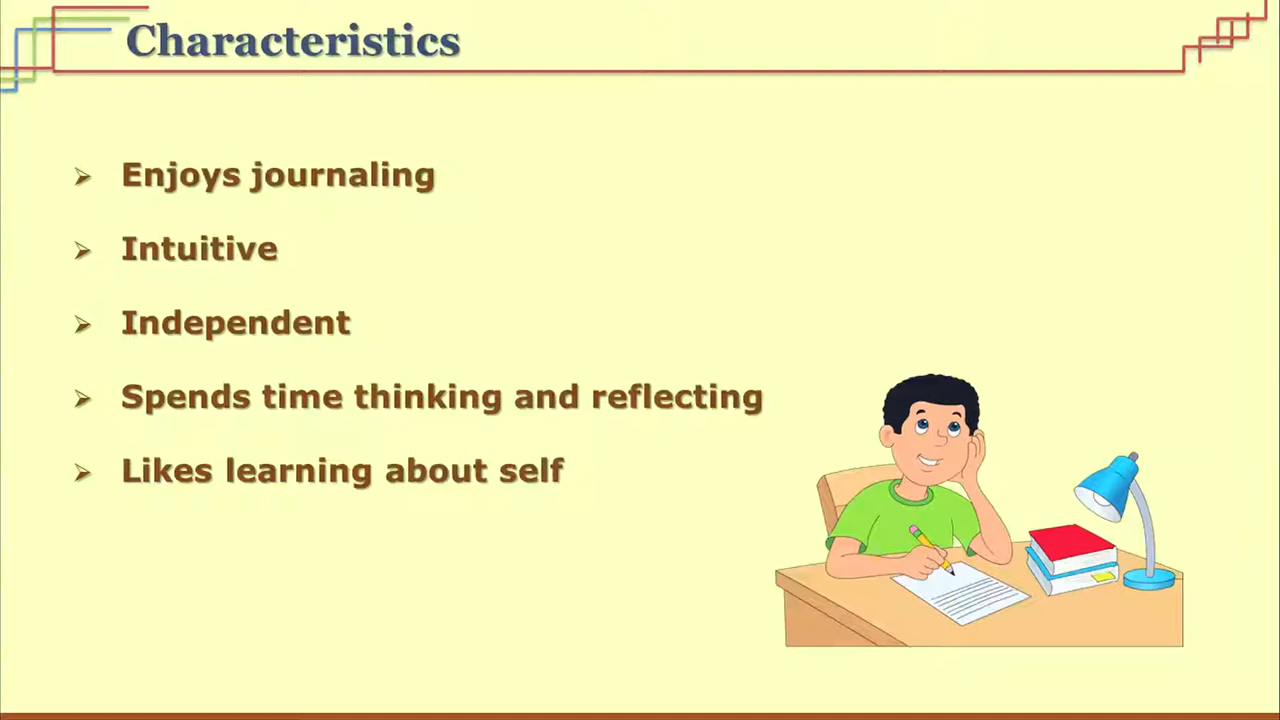 Characteristics
Enjoys journaling
Intuitive
Independent
Spends time thinking and reflecting
Likes learning about self